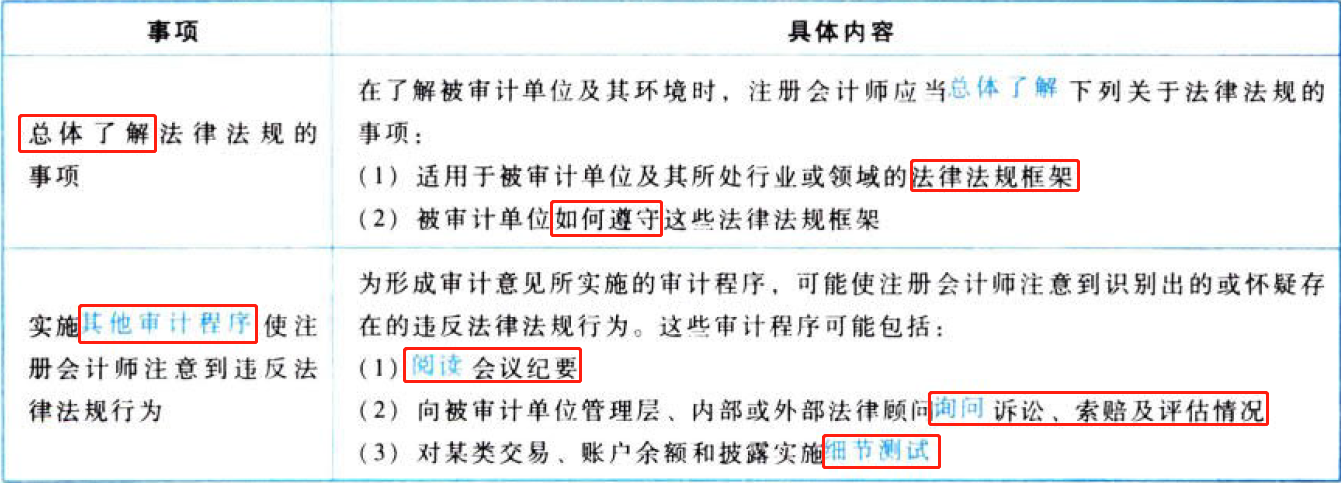 事项
具体内容
总体了解法律法规的
事项
在了解被审计单位及其环境时，注册会计师应当总体了解下列关于法律法规的
事项：
（1）适用于被审计单位及其所处行业或领域的法律法规框架
（2）被审计单位如何遵守这些法律法规框架
实施其他审计程序使注
册会计师注意到违反法
律法规行为
为形成审计意见所实施的审计程序，可能使注册会计师注意到识别出的或怀疑存
在的违反法律法规行为。这些审计程序可能包括：
（1）阅读会议纪要
（2）向被审计单位管理层、内部或外部法律顾问询问诉讼、索赔及评估情况
（3）对某类交易、账户余额和披露实施细节测试